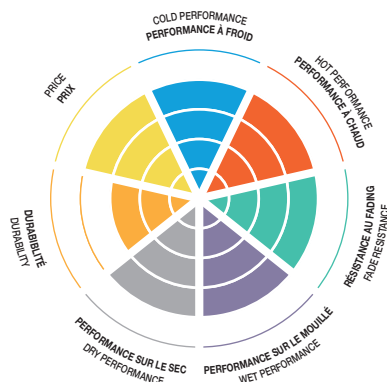 COLD PERFORMANCE
PERFORMANCE À FROID
HOT PERFORMANCE
PERFORMANCE À CHAUD
RÉSISTANCE AU FADING
FADE RESISTANCE
PERFORMANCE SUR LE MOUILLÉ
WET PERFORMANCE
PERFORMANCE SUR LE SEC
DRY PERFORMANCE
DURABIBLITÉ
DURABILITY
PRICE
PRIX